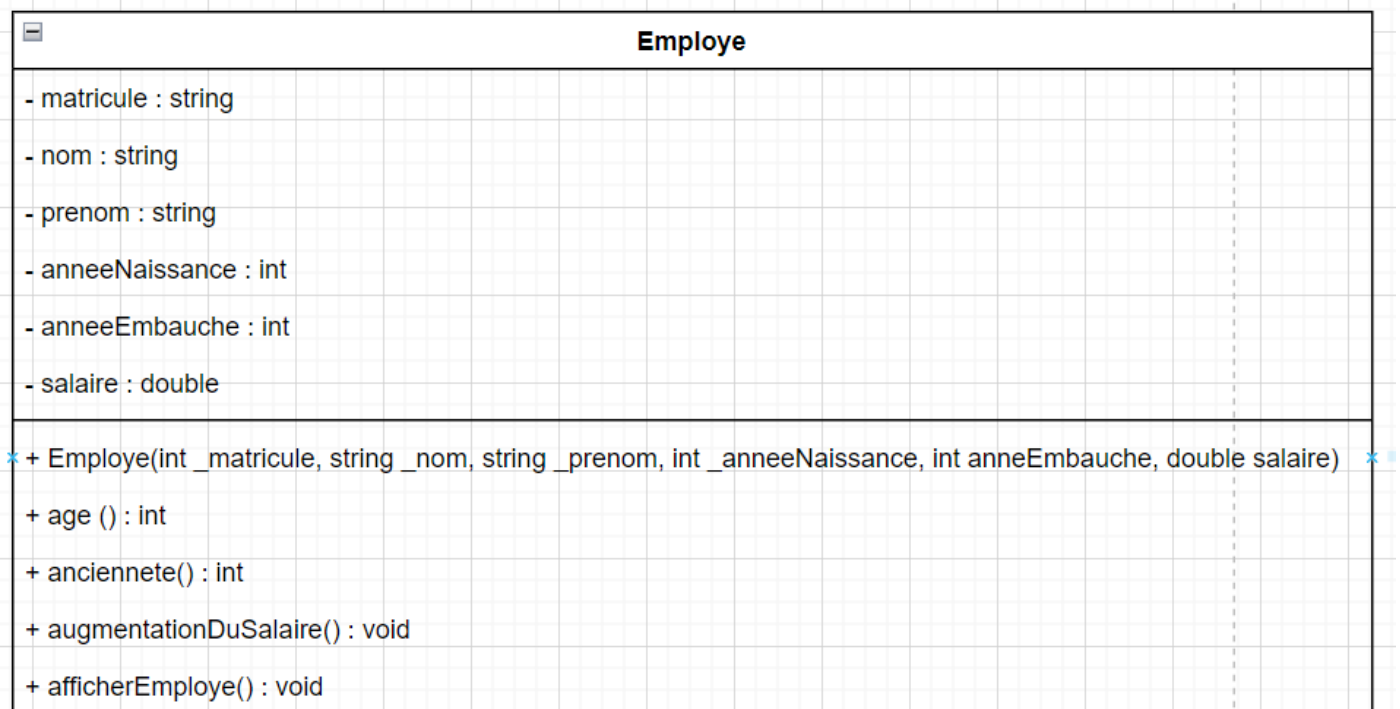 Employe
- matricule : string
- nom : string
- prenom : string
- anneeNaissance : int
- anneeEmbauche : int
- salaire : double
+ Employe(int _matricule, string _nom, string _prenom, int _anneeNaissance, int anneEmbauche, double salaire)
+ age () : int
+ anciennete() : int
+ augmentationDuSalaire() : void
+ afficherEmploye() : void